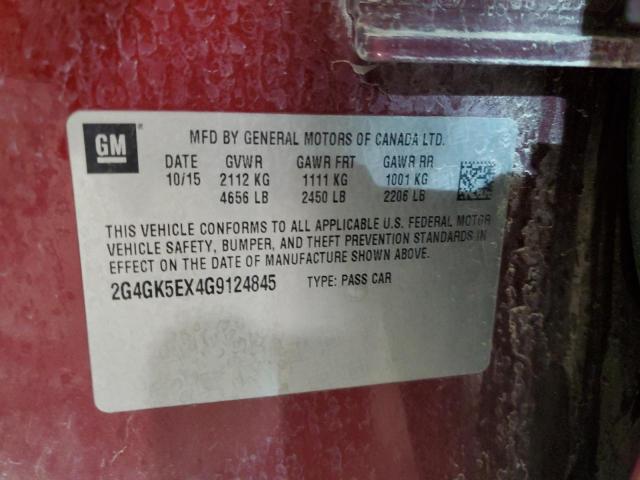 GM
MFD BY GENERAL MOTORS OF CANADA LTD.
DATE GVWR GAWR FRT GAWR RR
10/15 2112 KG 1111 KG 1001 KG
4656 LB 2450 LB 2206 LB
THIS VEHICLE CONFORMS TO ALL APPLICABLE U.S. FEDERAL MOTOR
VEHICLE SAFETY, BUMPER, AND THEFT PREVENTION STANDARDS IN
EFFECT ON THE DATE OF MANUFACTURE SHOWN ABOVE.
2G4GK5EX4G9124845 TYPE: PASS CAR